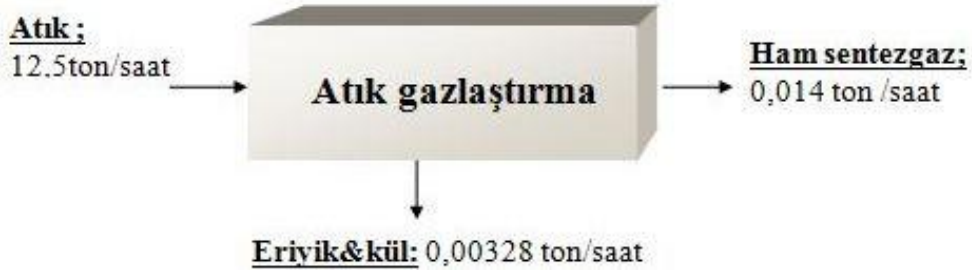 Atık ;
12.5ton/saat
Atık gazlaştırma
Ham sentezgaz;
0,014 ton /saat
Eriyik&kül: 0,00328 ton/saat